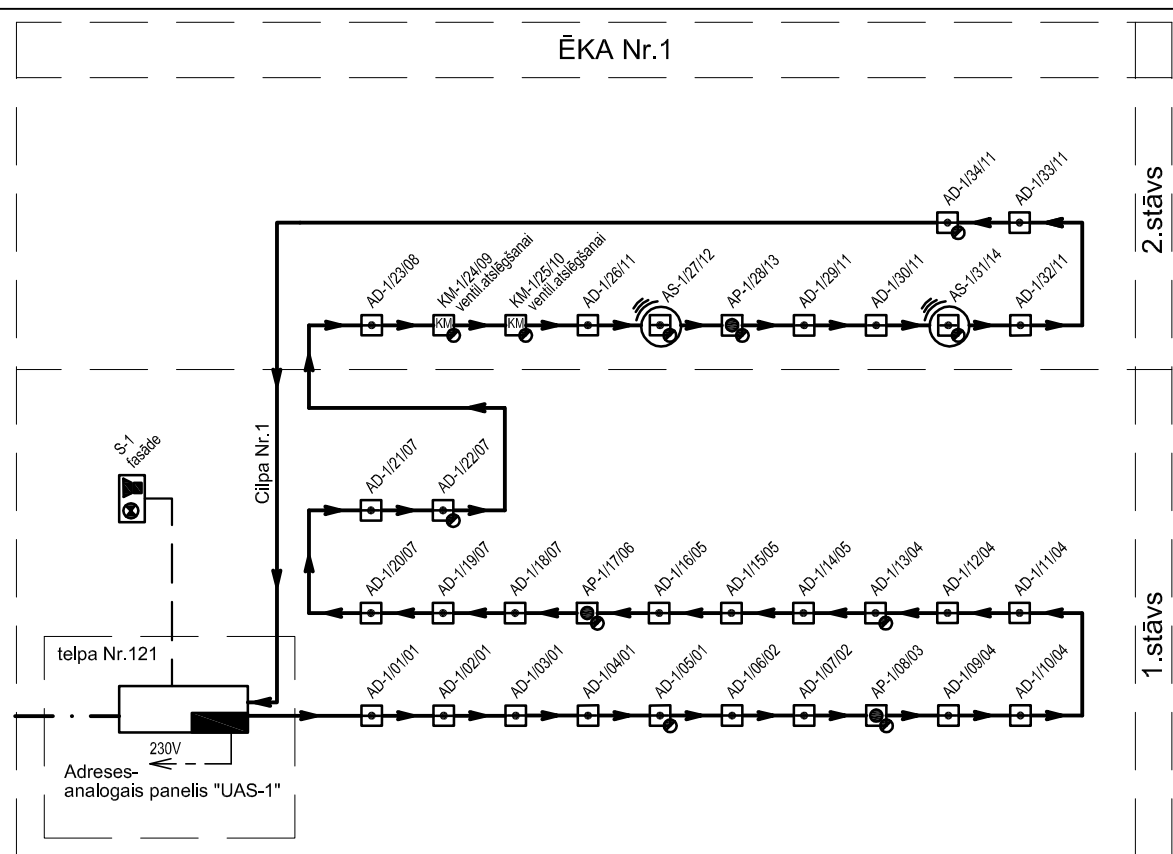 ĒKA Nr.1
2.stāvs
AD-1/34/11
AD-1/33/11
AD-1/23/08
KM-1/24/09
ventil.atslēgšanai
KM-1/25/10
ventil.atslēgšanai
AD-1/26/11
AS-1/27/12
AP-1/28/13
AD-1/29/11
AD-1/30/11
AS-1/31/14
AD-1/32/11
KM
KM
Cilpa Nr.1
S-1
fasāde
AD-1/21/07
AD-1/22/07
1.stāvs
AD-1/20/07
AD-1/19/07
AD-1/18/07
AP-1/17/06
AD-1/16/05
AD-1/15/05
AD-1/14/05
AD-1/13/04
AD-1/12/04
AD-1/11/04
telpa Nr.121
AD-1/01/01
AD-1/02/01
AD-1/03/01
AD-1/04/01
AD-1/05/01
AD-1/06/02
AD-1/07/02
AP-1/08/03
AD-1/09/04
AD-1/10/04
230V
Adreses-
analogais panelis "UAS-1"